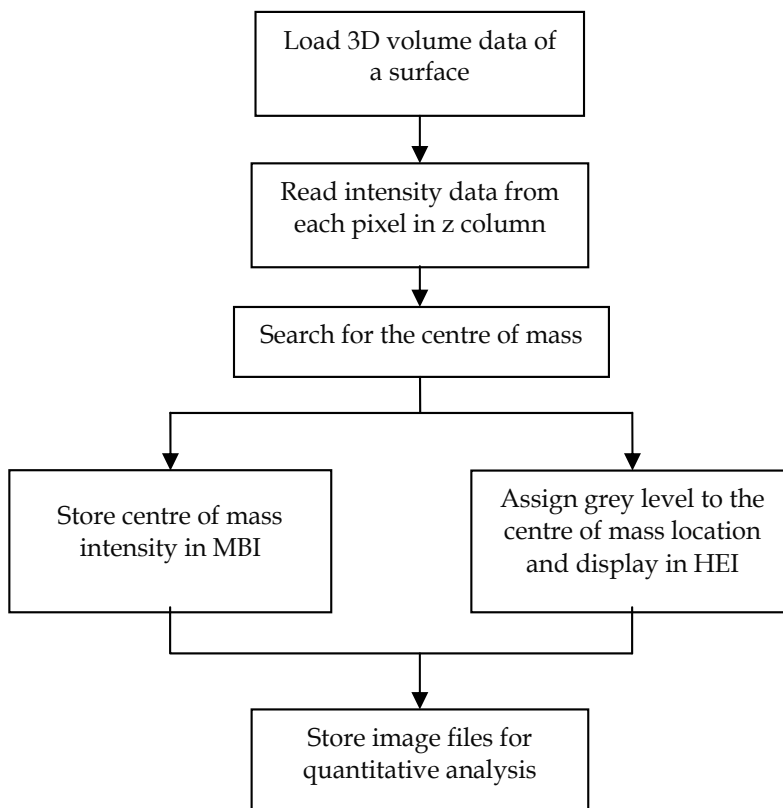 Load 3D volume data of
a surface
Read intensity data from
each pixel in z column
Search for the centre of mass
Store centre of mass
intensity in MBI
Assign grey level to the
centre of mass location
and display in HEI
Store image files for
quantitative analysis